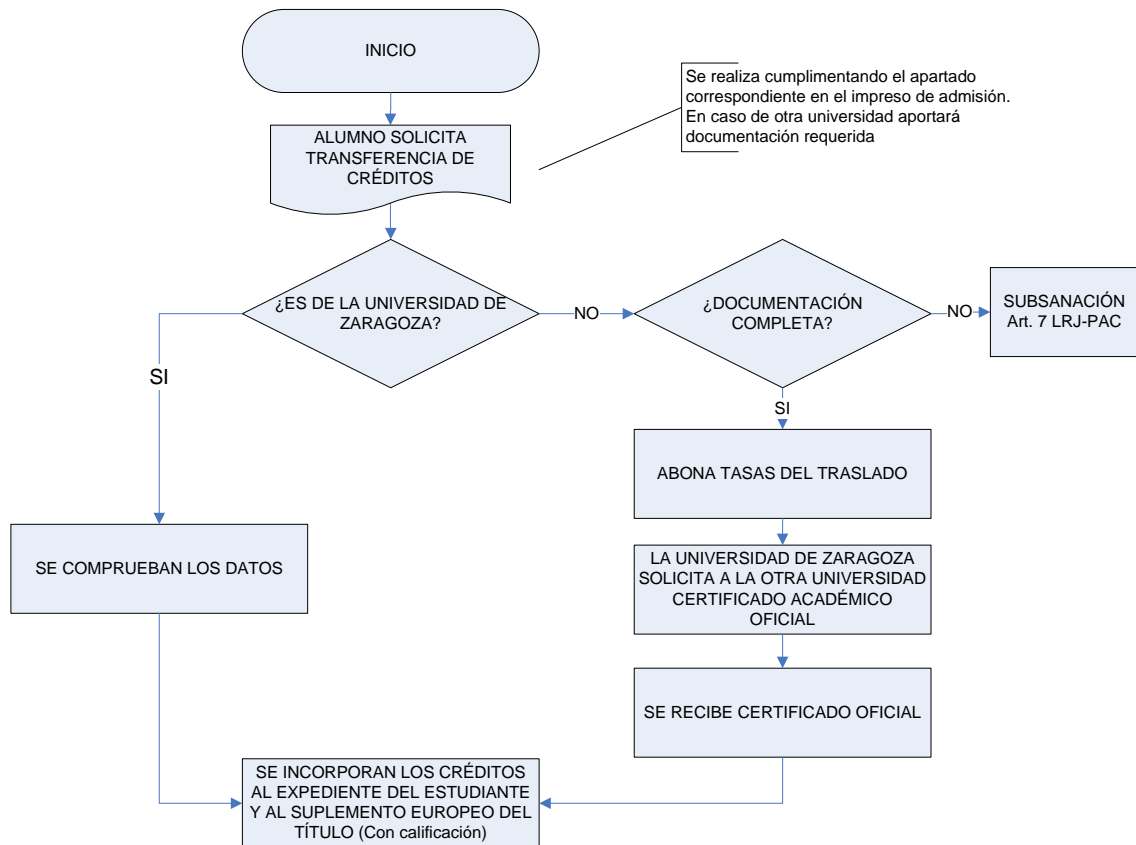 INICIO
Se realiza cumplimentando el apartado
correspondiente en el impreso de admisión.
En caso de otra universidad aportará
documentación requerida
ALUMNO SOLICITA
TRANSFERENCIA DE
CRÉDITOS
¿ES DE LA UNIVERSIDAD DE
ZARAGOZA?
NO
¿DOCUMENTACIÓN
COMPLETA?
NO
SUBSANACIÓN
Art. 7 LRJ-PAC
SI
SI
ABONA TASAS DEL TRASLADO
SE COMPRUEBAN LOS DATOS
LA UNIVERSIDAD DE ZARAGOZA
SOLICITA A LA OTRA UNIVERSIDAD
CERTIFICADO ACADÉMICO
OFICIAL
SE RECIBE CERTIFICADO OFICIAL
SE INCORPORAN LOS CRÉDITOS
AL EXPEDIENTE DEL ESTUDIANTE
Y AL SUPLEMENTO EUROPEO DEL
TÍTULO (Con calificación)